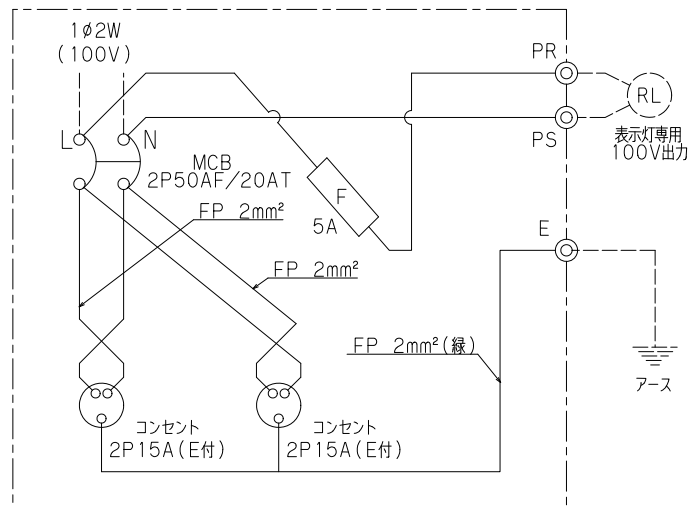 1φ2W
(100V)
PR
RL
L
N
MCB
2P50AF/20AT
PS
表示灯専用
100V出力
F
5A
FP 2mm²
E
FP 2mm²
FP 2mm²(緑)
アース
コンセント
2P15A(E付)
コンセント
2P15A(E付)